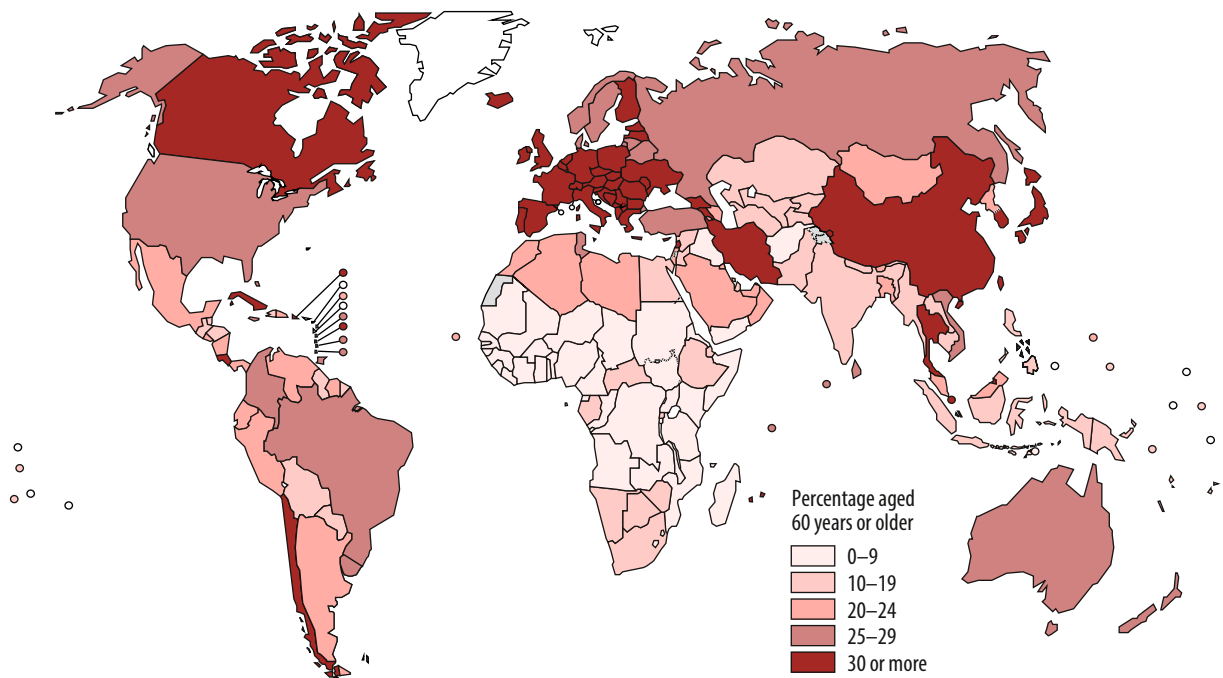 Percentage aged
60 years or older
0–9
10–19
20–24
25–29
30 or more